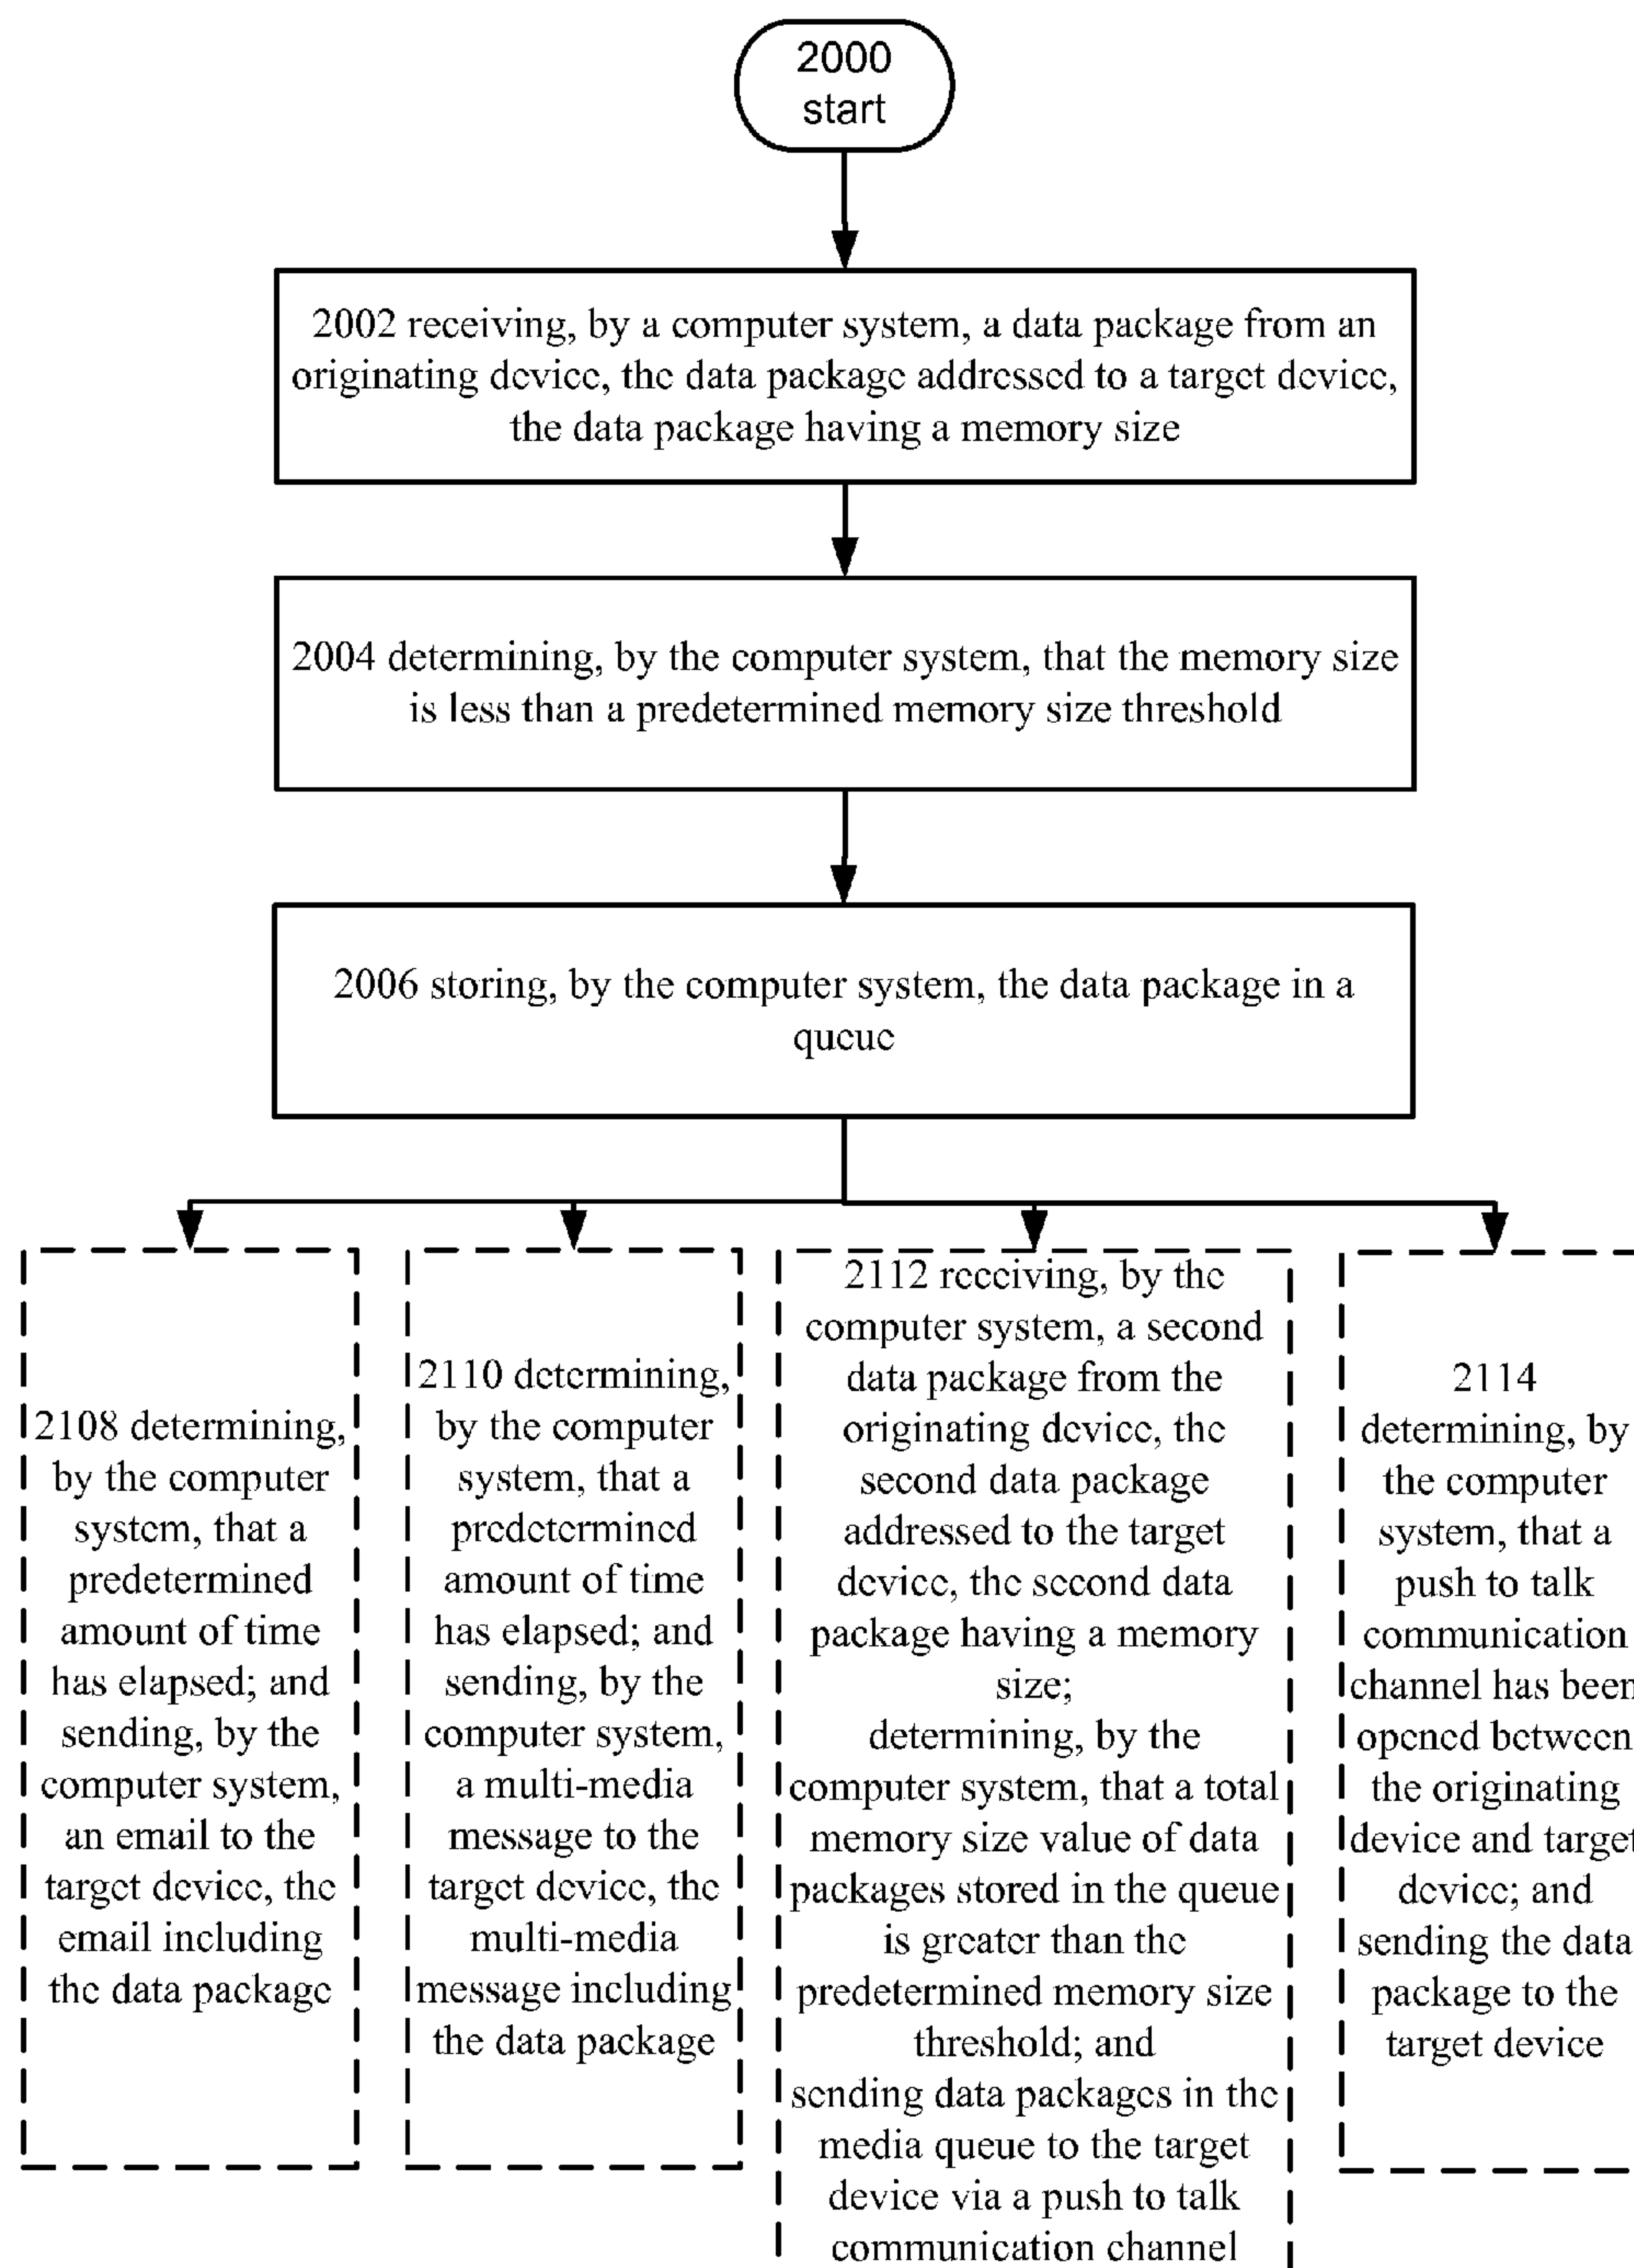 2000
start
2002 receiving, by a computer system, a data package from an
originating device, the data package addressed to a target device,
the data package having a memory size
2004 determining, by the computer system, that the memory size
is less than a predetermined memory size threshold
2006 storing, by the computer system, the data package in a
queue
2108 determining,
by the computer
system, that a
predetermined
amount of time
has elapsed; and
sending, by the
computer system,
an email to the
target device, the
email including
the data package
2110 determining,
by the computer
system, that a
predetermined
amount of time
has elapsed; and
sending, by the
computer system,
a multi-media
message to the
target device, the
multi-media
message including
the data package
2112 receiving, by the
computer system, a second
data package from the
originating device, the
second data package
addressed to the target
device, the second data
package having a memory
size;
determining, by the
computer system, that a total
memory size value of data
packages stored in the queue
is greater than the
predetermined memory size
threshold; and
sending data packages in the
media queue to the target
device via a push to talk
communication channel
2114
determining, by
the computer
system, that a
push to talk
communication
channel has been
opened between
the originating
device and target
device; and
sending the data
package to the
target device